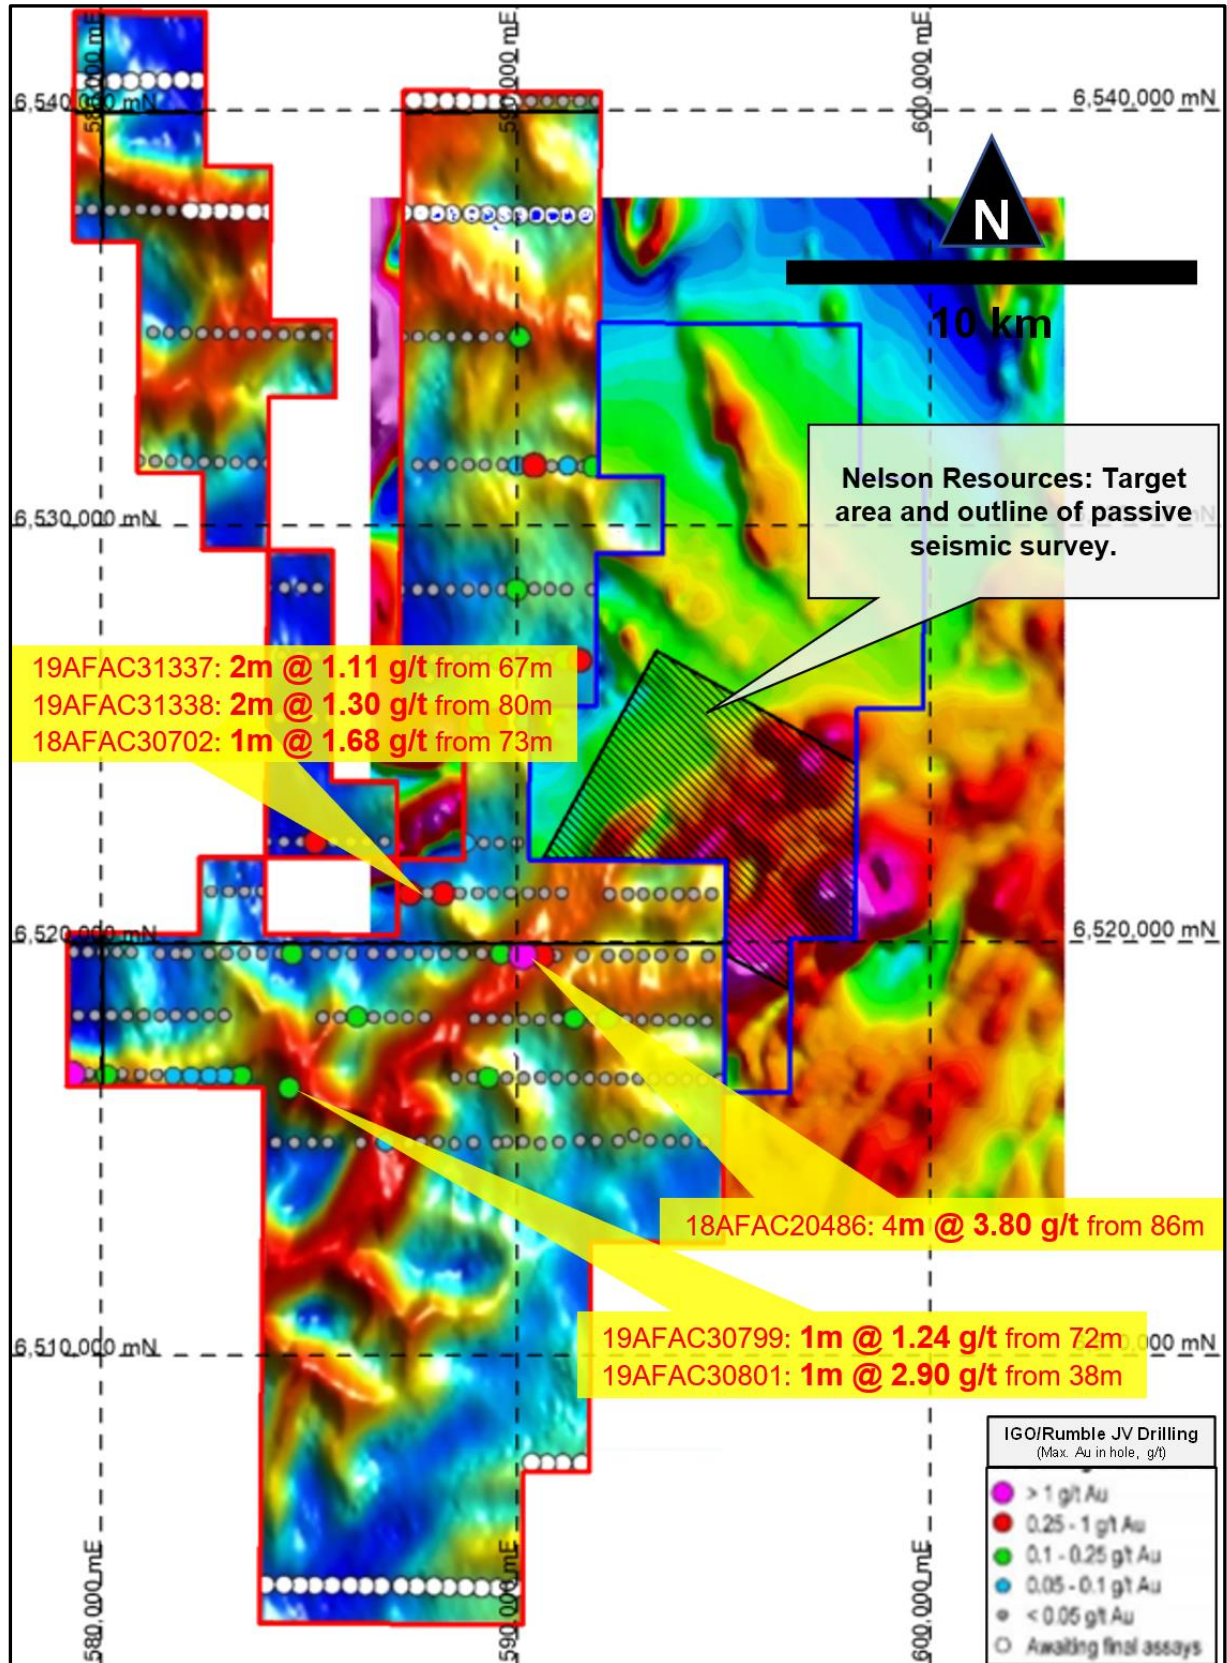 580,000 mE
590,000 mE
600,000 mE
6,540,000 mN
6,540,000 mN
N
10 km
Nelson Resources: Target
area and outline of passive
seismic survey.
6,530,000 mN
mN
19AFAC31337: 2m @ 1.11 g/t from 67m
19AFAC31338: 2m @ 1.30 g/t from 80m
18AFAC30702: 1m @ 1.68 g/t from 73m
6,520,000 mN
6,520,000 mN
18AFAC20486: 4m @ 3.80 g/t from 86m
19AFAC30799: 1m @ 1.24 g/t from 72m
19AFAC30801: 1m @ 2.90 g/t from 38m
6,510,000 mN
0,000 mN
IGO/Rumble JV Drilling
(Max. Au in hole, g/t)
> 1 g/t Au
0.25 - 1 g/t Au
0.1 - 0.25 g/t Au
0.05 - 0.1 g/t Au
< 0.05 g/t Au
Awaiting final assays
580,000 mE
590,000 mE
600,000 mE